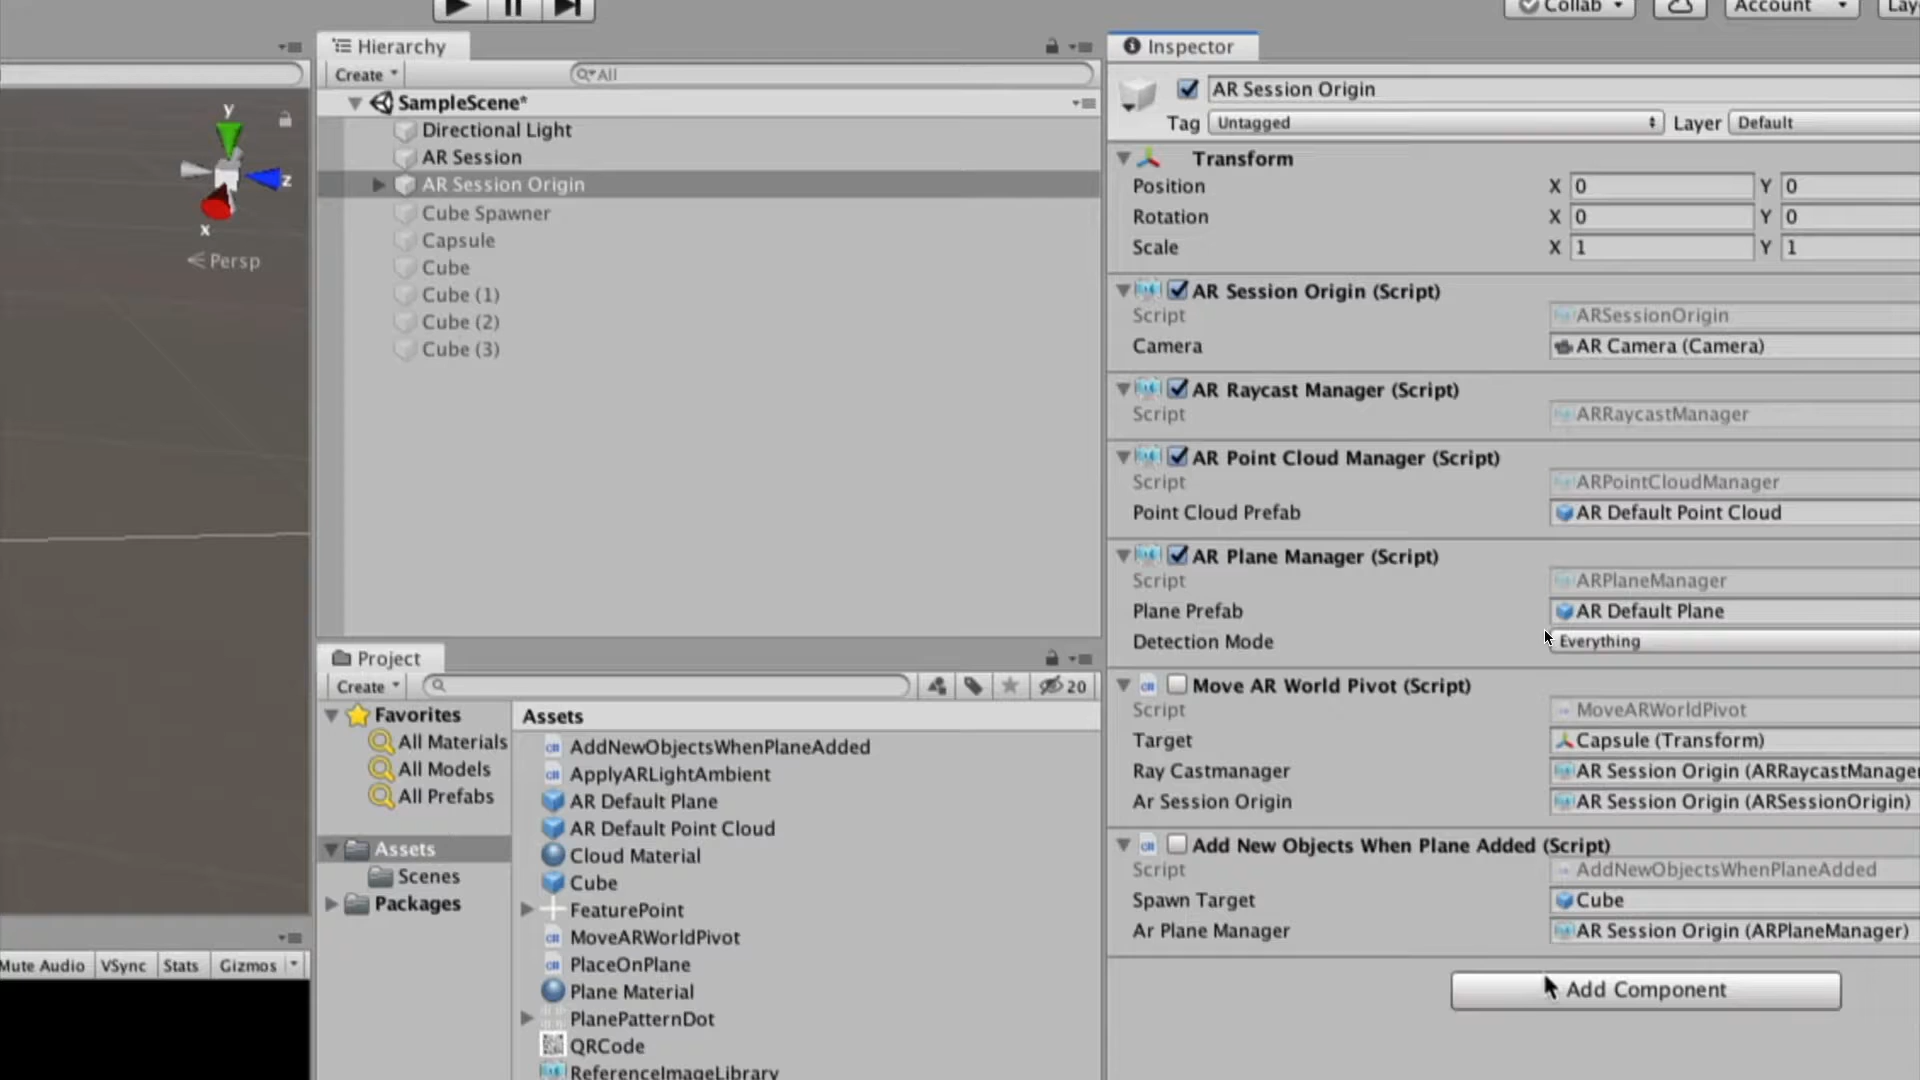 Collab
Account
Lay
Hierarchy
Create
All
SampleScene*
Directional Light
AR Session
AR Session Origin
Cube Spawner
Capsule
Cube
Cube (1)
Cube (2)
Cube (3)
y
z
x
Persp
Mute Audio VSync Stats Gizmos
Project
Create
20
Favorites
All Materials
All Models
All Prefabs
Assets
Scenes
Packages
Assets
AddNewObjectsWhenPlaneAdded
ApplyARLightAmbient
AR Default Plane
AR Default Point Cloud
Cloud Material
Cube
FeaturePoint
MoveARWorldPivot
PlaceOnPlane
Plane Material
PlanePatternDot
QRCode
ReferenceImageLibrary
Inspector
AR Session Origin
Tag Untagged Layer Default
Transform
Position X 0 Y 0
Rotation X 0 Y 0
Scale X 1 Y 1
AR Session Origin (Script)
Script ARSessionOrigin
Camera AR Camera (Camera)
AR Raycast Manager (Script)
Script ARRaycastManager
AR Point Cloud Manager (Script)
Script ARPointCloudManager
Point Cloud Prefab AR Default Point Cloud
AR Plane Manager (Script)
Script ARPlaneManager
Plane Prefab AR Default Plane
Detection Mode Everything
Move AR World Pivot (Script)
Script MoveARWorldPivot
Target Capsule (Transform)
Ray Castmanager AR Session Origin (ARRaycastManager
Ar Session Origin AR Session Origin (ARSessionOrigin)
Add New Objects When Plane Added (Script)
Script AddNewObjectsWhenPlaneAdded
Spawn Target Cube
Ar Plane Manager AR Session Origin (ARPlaneManager)
Add Component